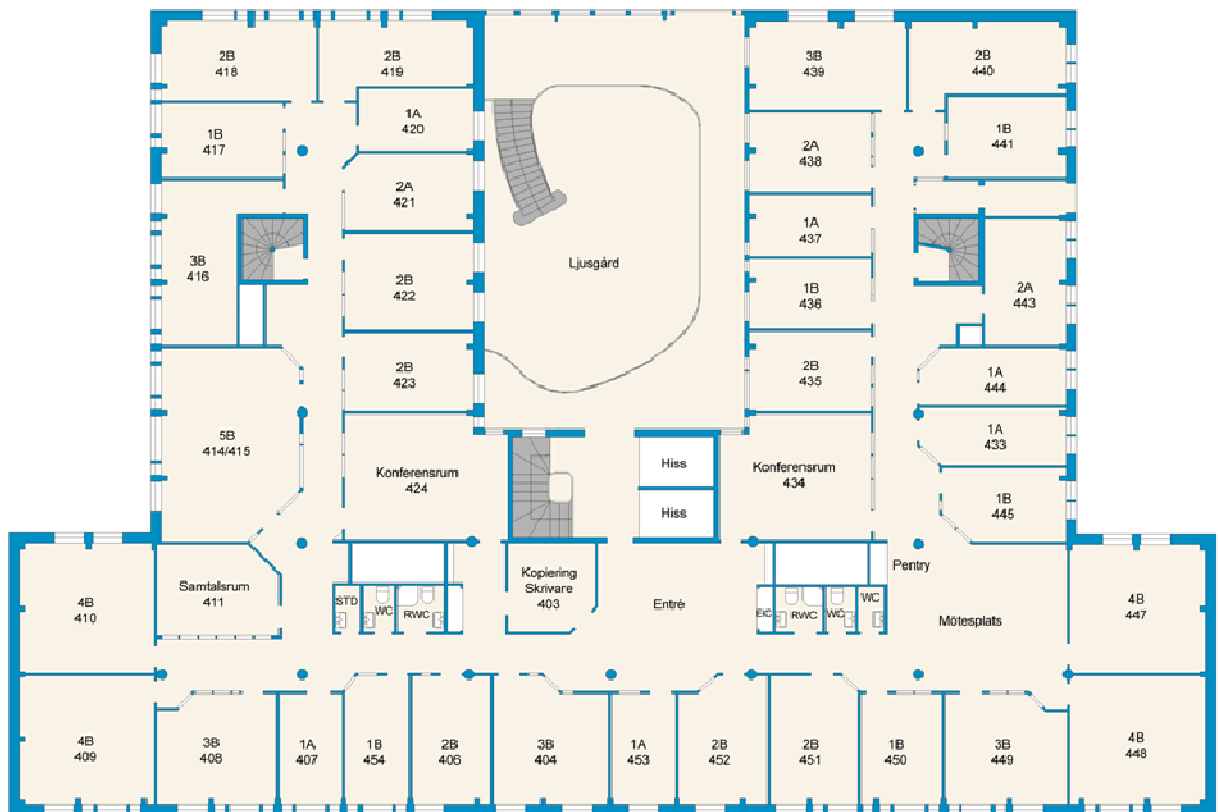 2B
418
2B
419
3B
439
2B
440
1A
420
1B
417
1B
441
2A
438
2A
421
1A
437
3B
416
Ljusgård
2B
422
1B
436
2A
443
2B
423
2B
435
1A
444
5B
414/415
1A
433
Konferensrum
424
Hiss
Konferensrum
434
1B
445
Hiss
Samtalsrum
411
Kopiering
Skrivare
403
Pentry
4B
410
4B
447
STD
WC
RWC
Entré
RWC
WC
WC
Mötesplats
4B
409
3B
408
1A
407
1B
454
2B
406
3B
404
1A
453
2B
452
2B
451
1B
450
3B
449
4B
448